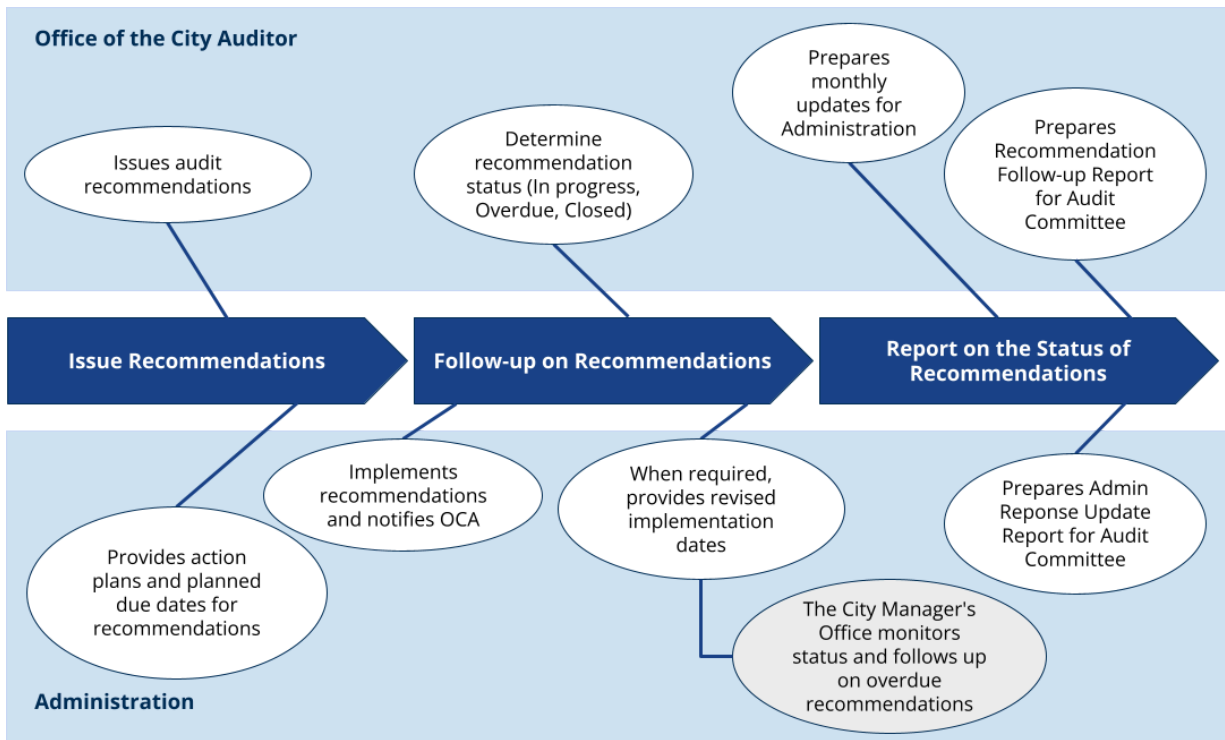 Office of the City Auditor
Issues audit
recommendations
Determine
recommendation
status (In progress,
Overdue, Closed)
Prepares
monthly
updates for
Administration
Prepares
Recommendation
Follow-up Report
for Audit
Committee
Issue Recommendations
Follow-up on Recommendations
Report on the Status of
Recommendations
Provides action
plans and planned
due dates for
recommendations
Implements
recommendations
and notifies OCA
When required,
provides revised
implementation
dates
The City Manager's
Office monitors
status and follows up
on overdue
recommendations
Prepares Admin
Reponse Update
Report for Audit
Committee
Administration